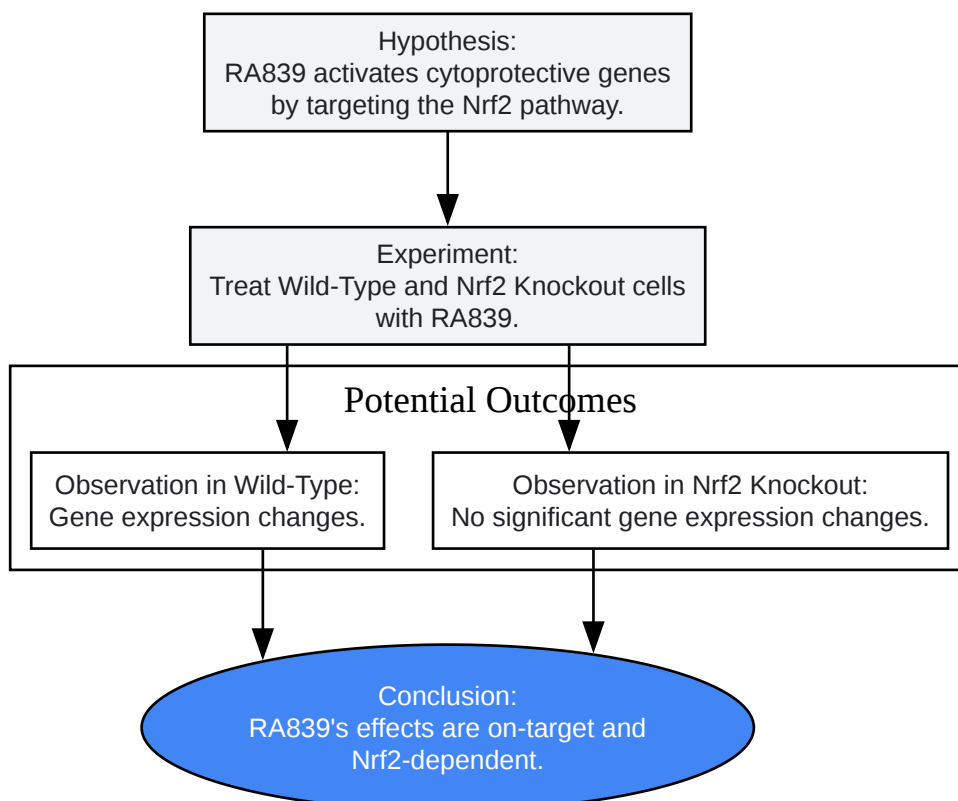 Hypothesis:
RA839 activates cytoprotective genes
by targeting the Nrf2 pathway.
Experiment:
Treat Wild-Type and Nrf2 Knockout cells
with RA839.
Potential Outcomes
Observation in Wild-Type:
Gene expression changes.
Observation in Nrf2 Knockout:
No significant gene expression changes.
Conclusion:
RA839's effects are on-target and
Nrf2-dependent.